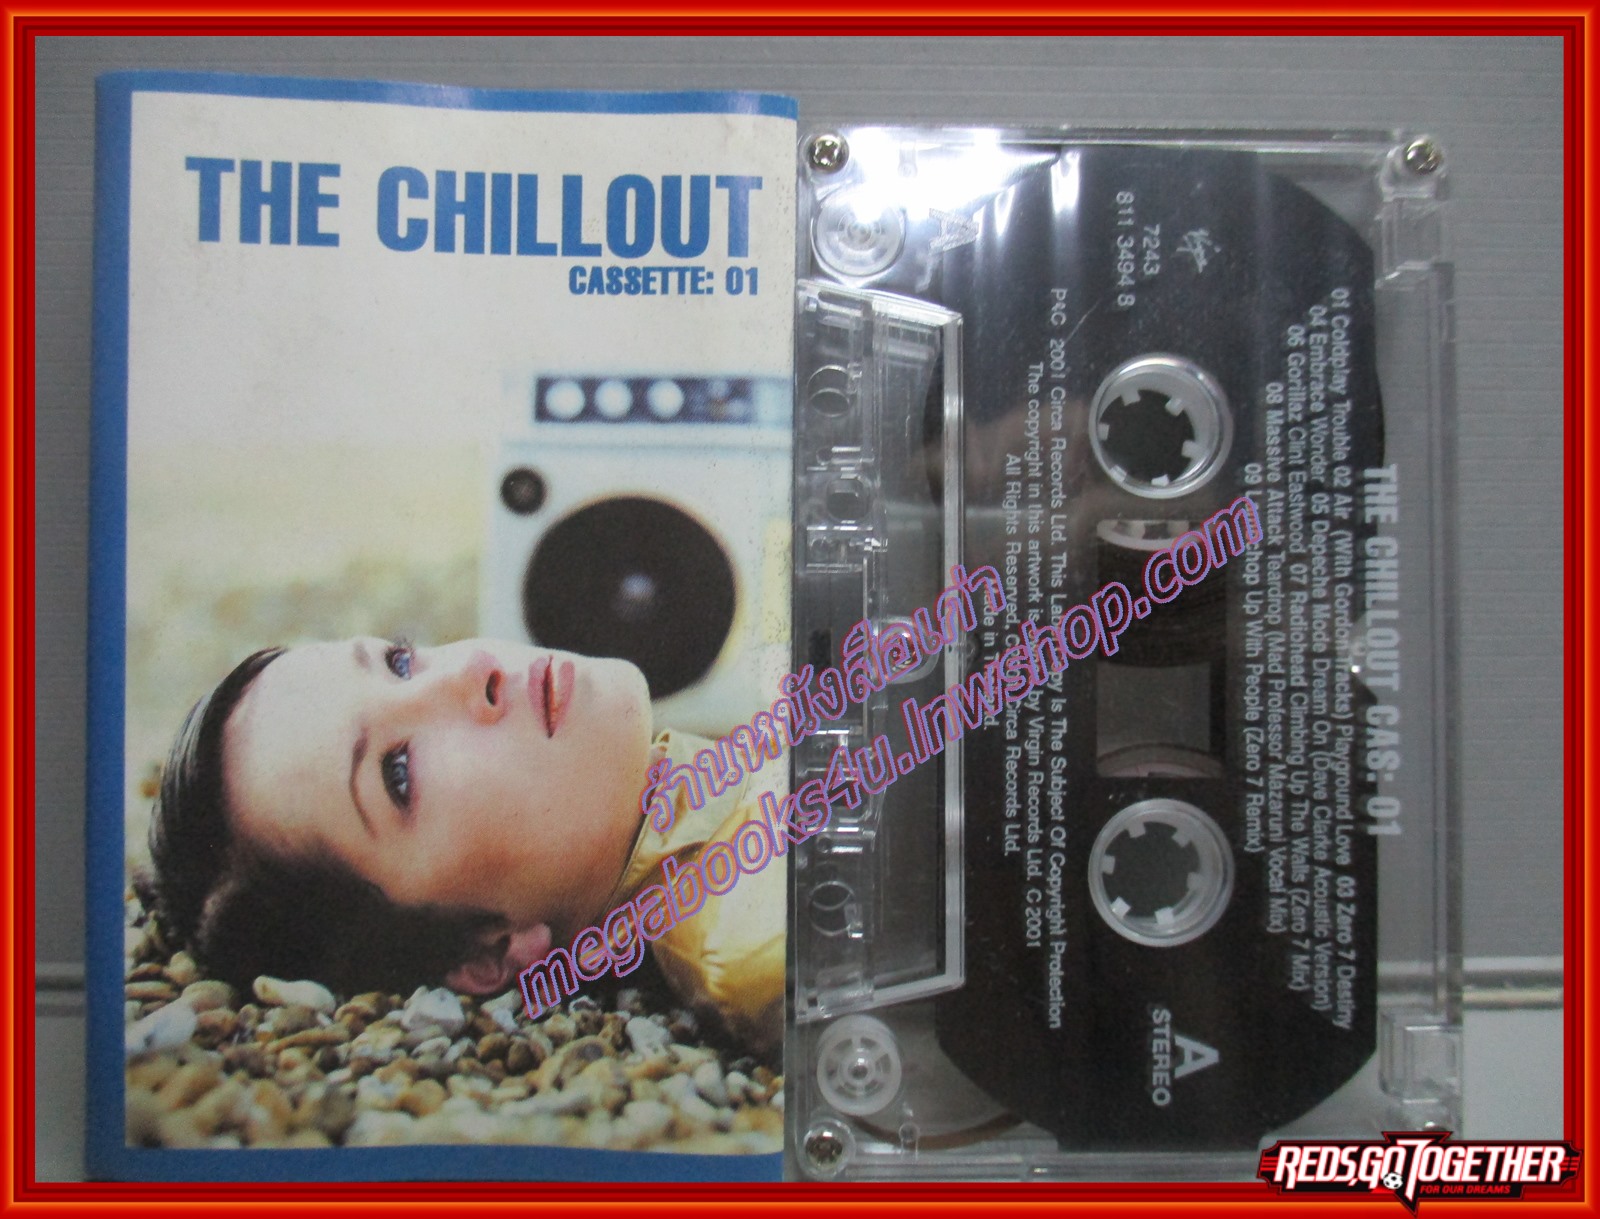 THE CHILLOUT
CASSETTE: 01
THE CHILLOUT CAS: 01
01 Coldplay Trouble 02 Air (With Gordon Tracks) Playground Love 03 Zero 7 Destiny
04 Embrace Wonder 05 Depeche Mode Dream On (Dave Clarke Acoustic Version)
06 Gorillaz Clint Eastwood 07 Radiohead Climbing Up The Walls (Zero 7 Mix)
08 Massive Attack Teardrop (Mad Professor Mazaruni Vocal Mix)
09 Lambchop Up With People (Zero 7 Remix)
Virgin
7243
811 3494 8
A
STEREO
P&C 2001 Circa Records Ltd. This Label Copy Is The Subject Of Copyright Protection
The copyright in this artwork is by Virgin Records Ltd. C 2001
All Rights Reserved. Circa Records Ltd.
Made in Thailand.
ร้านหนังสือเก่า
megabooks4u.lnwshop.com
REDS,GO TOGETHER
FOR OUR DREAMS